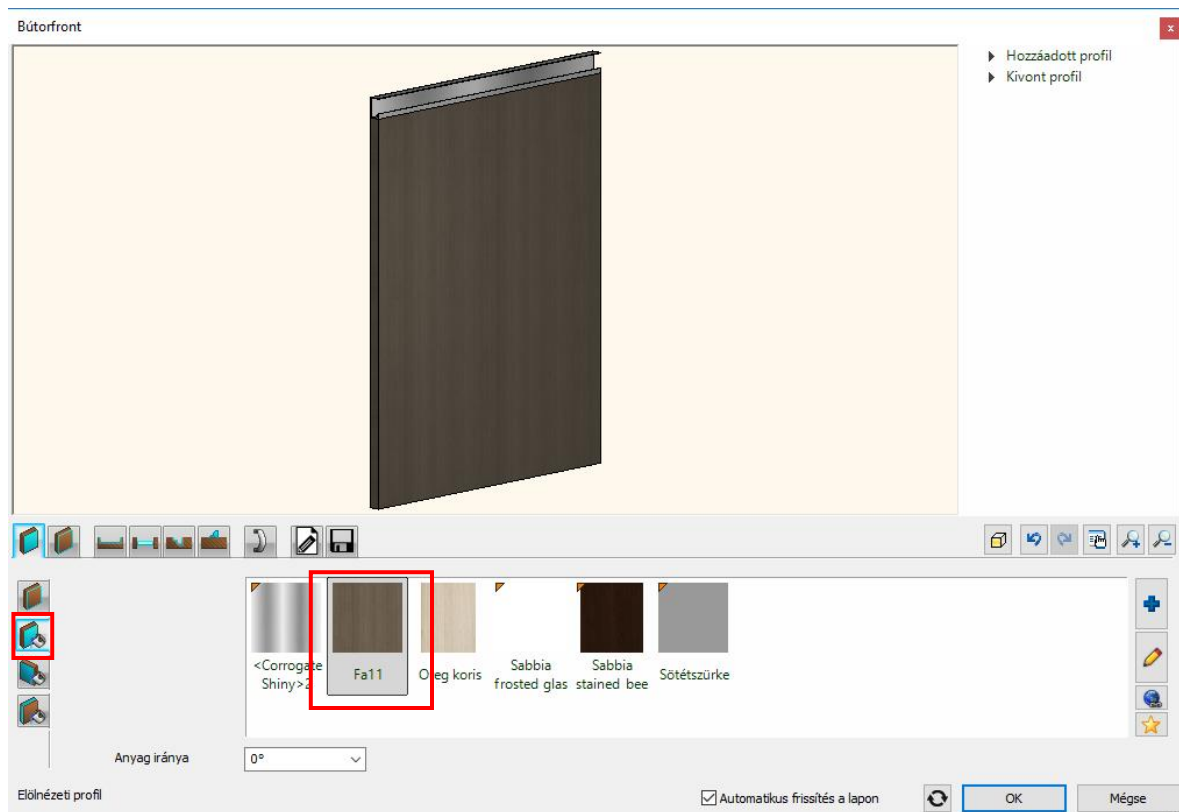 Bútorfront
x
Hozzáadott profil
Kivont profil
<Corrogate
Shiny>2
Fa11
Öreg koris
Sabbia
frosted glas
Sabbia
stained bee
Sötétszürke
Anyag iránya
0°
Elölnézeti profil
Automatikus frissítés a lapon
OK
Mégse